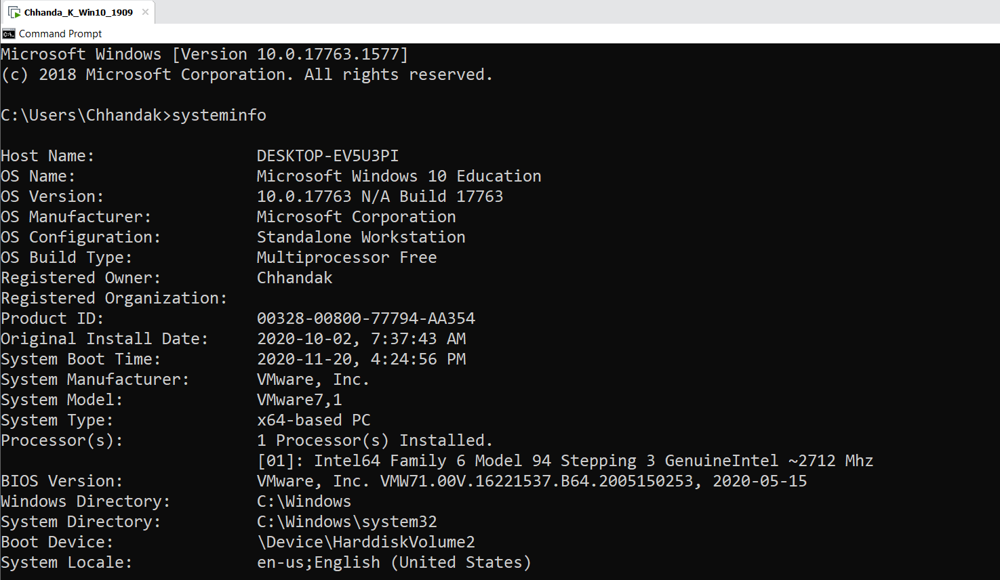 Chhanda_K_Win10_1909
Command Prompt
Microsoft Windows [Version 10.0.17763.1577]
(c) 2018 Microsoft Corporation. All rights reserved.
C:\Users\Chhandak>systeminfo
Host Name: DESKTOP-EV5U3PI
OS Name: Microsoft Windows 10 Education
OS Version: 10.0.17763 N/A Build 17763
OS Manufacturer: Microsoft Corporation
OS Configuration: Standalone Workstation
OS Build Type: Multiprocessor Free
Registered Owner: Chhandak
Registered Organization:
Product ID: 00328-00800-77794-AA354
Original Install Date: 2020-10-02, 7:37:43 AM
System Boot Time: 2020-11-20, 4:24:56 PM
System Manufacturer: VMware, Inc.
System Model: VMware7,1
System Type: x64-based PC
Processor(s): 1 Processor(s) Installed.
[01]: Intel64 Family 6 Model 94 Stepping 3 GenuineIntel ~2712 Mhz
BIOS Version: VMware, Inc. VMW71.00V.16221537.B64.2005150253, 2020-05-15
Windows Directory: C:\Windows
System Directory: C:\Windows\system32
Boot Device: \Device\HarddiskVolume2
System Locale: en-us;English (United States)